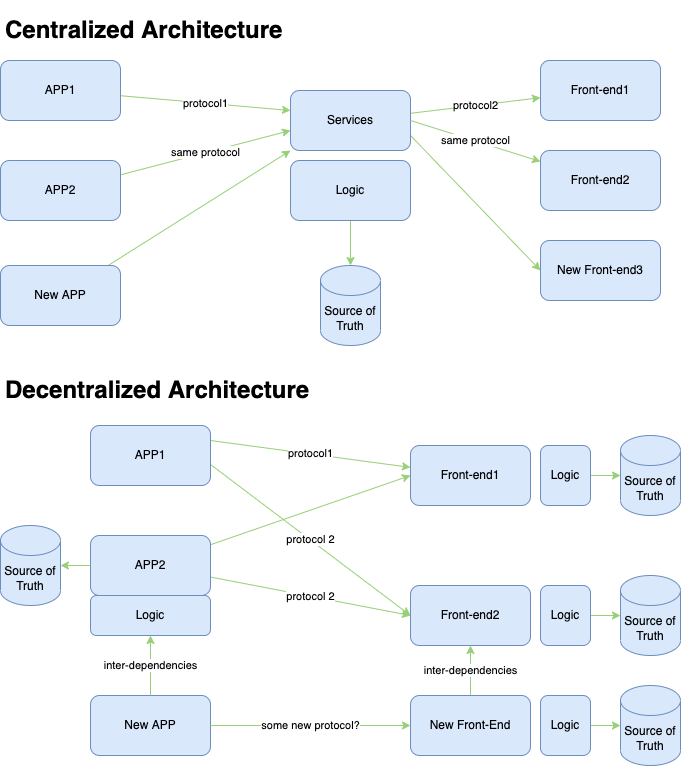 Centralized Architecture
APP1
protocol1
Services
protocol2
Front-end1
same protocol
same protocol
APP2
Logic
Front-end2
New APP
Source of
Truth
New Front-end3
Decentralized Architecture
APP1
protocol1
Front-end1
Logic
Source of
Truth
protocol 2
Source of
Truth
APP2
Logic
protocol 2
Front-end2
Logic
Source of
Truth
inter-dependencies
inter-dependencies
New APP
some new protocol?
New Front-End
Logic
Source of
Truth